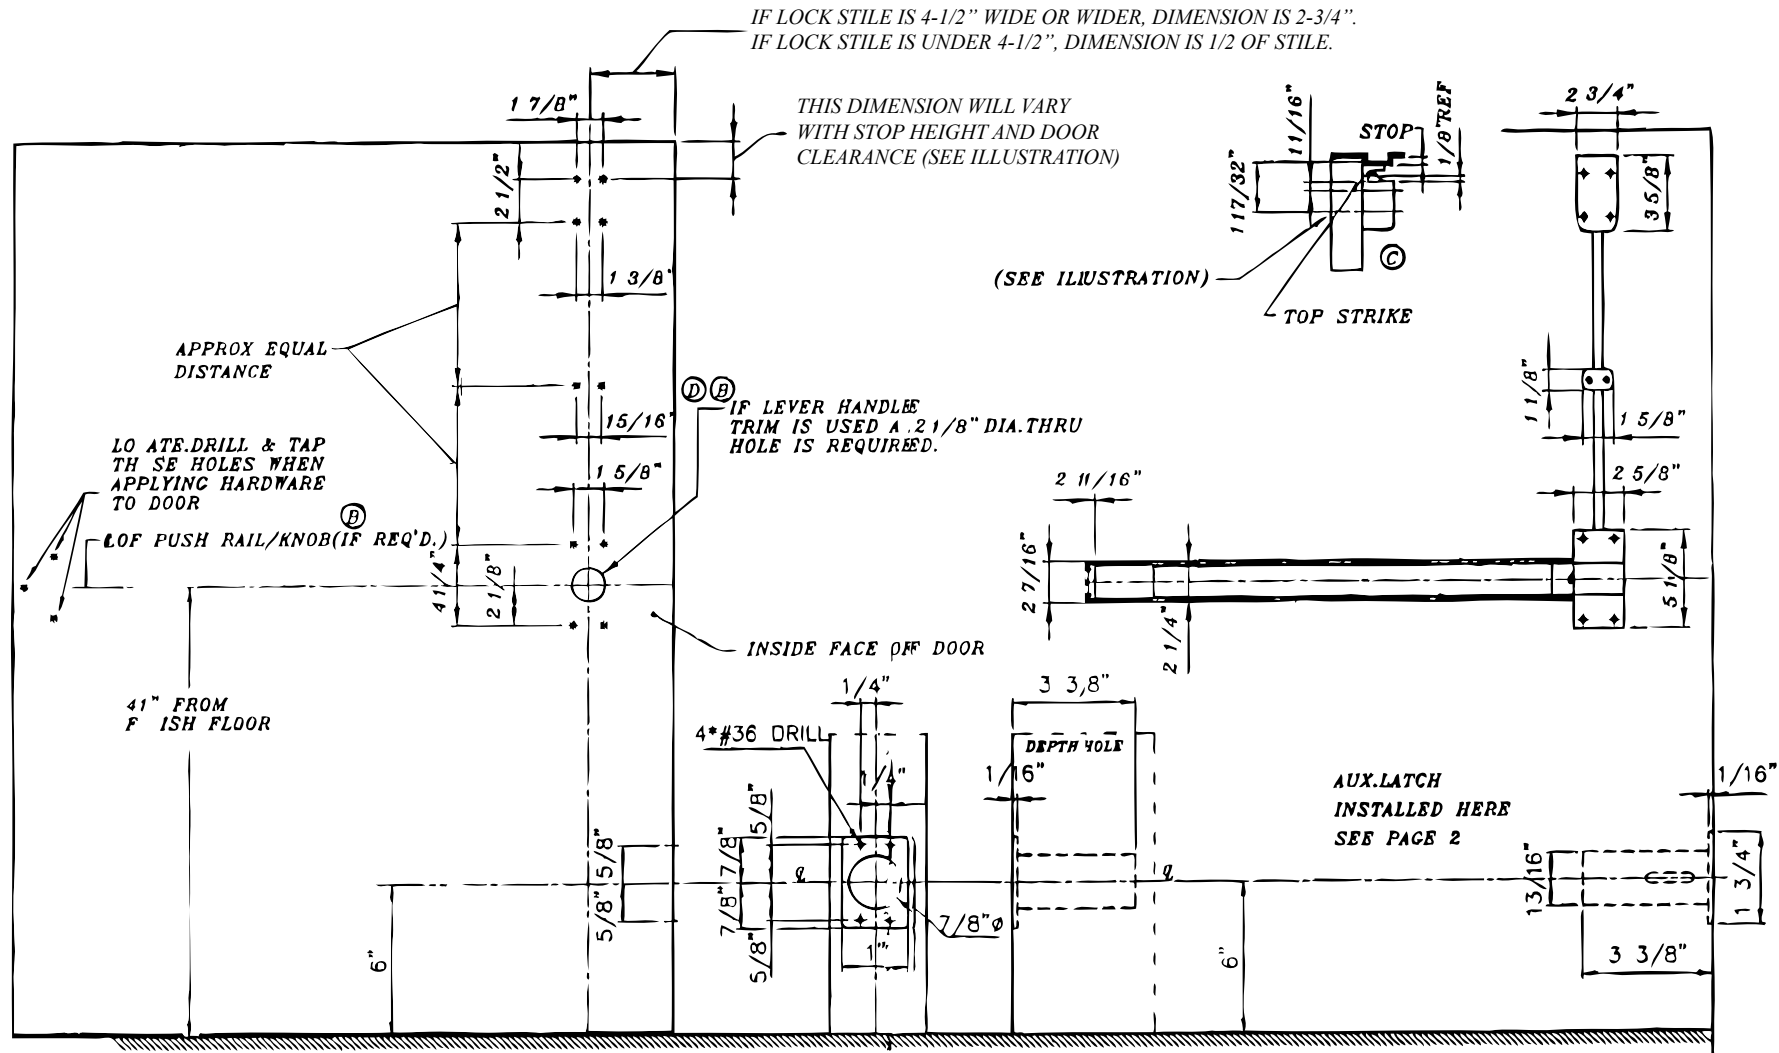 IF LOCK STILE IS 4-1/2” WIDE OR WIDER, DIMENSION IS 2-3/4”.
IF LOCK STILE IS UNDER 4-1/2”, DIMENSION IS 1/2 OF STILE.
1 7/8"
THIS DIMENSION WILL VARY
WITH STOP HEIGHT AND DOOR
CLEARANCE (SEE ILLUSTRATION)
2 1/2"
1 3/8"
APPROX EQUAL
DISTANCE
15/16"
1 5/8"
D B
IF LEVER HANDLE
TRIM IS USED A .2 1/8" DIA.THRU
HOLE IS REQUIRED.
LO ATE.DRILL & TAP
TH SE HOLES WHEN
APPLYING HARDWARE
TO DOOR
B
OF PUSH RAIL/KNOB(IF REQ'D.)
4 1/4"
2 1/8"
INSIDE FACE OFF DOOR
41" FROM
F ISH FLOOR
11/16"
STOP
1/8"REF
1 17/32"
C
(SEE ILLUSTRATION)
TOP STRIKE
2 3/4"
3 5/8"
1 1/8"
1 5/8"
2 5/8"
2 11/16"
2 7/16"
2 1/4"
5 1/8"
1/4"
4*#36 DRILL
1/4"
5/8"
5/8"
5/8"
7/8"
7/8"
5/8"
7/8"ø
1"
6"
3 3,8"
DEPTH HOLE
1/16"
6"
AUX.LATCH
INSTALLED HERE
SEE PAGE 2
1/16"
13/16"
1 3/4"
3 3/8"